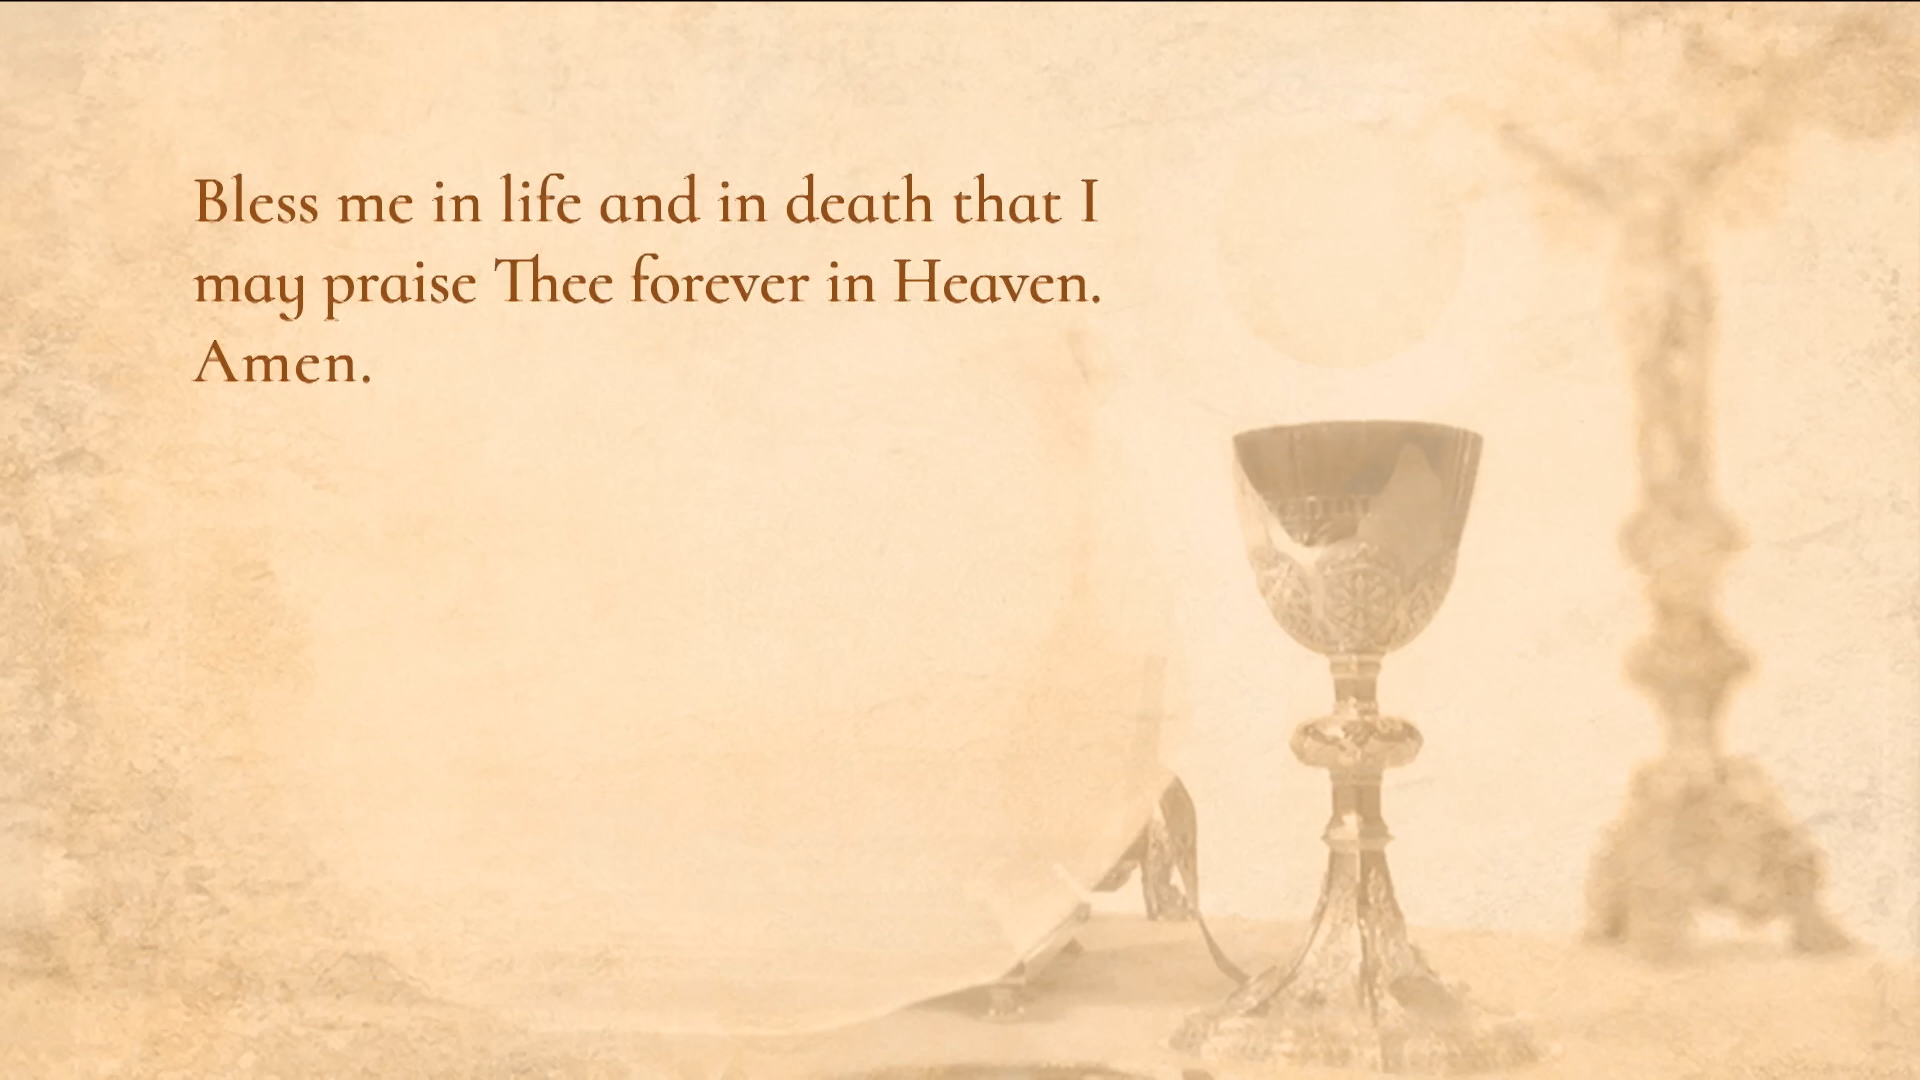 Bless me in life and in death that I
may praise Thee forever in Heaven.
Amen.